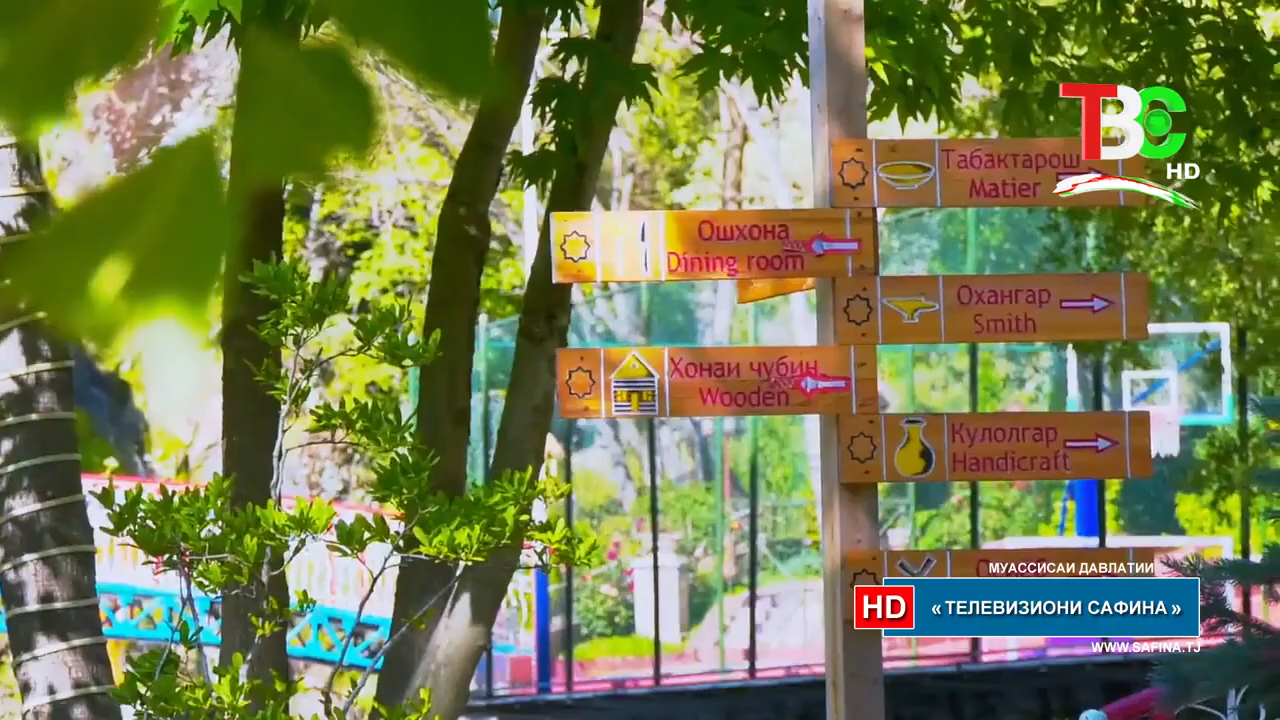 ТВС
HD
Табактарош
Matier
Ошхона
Dining room
Охангар
Smith
Хонаи чубин
Wooden
Кулолгар
Handicraft
МУАССИСАИ ДАВЛАТИИ
HD
« ТЕЛЕВИЗИОНИ САФИНА »
WWW.SAFINA.TJ